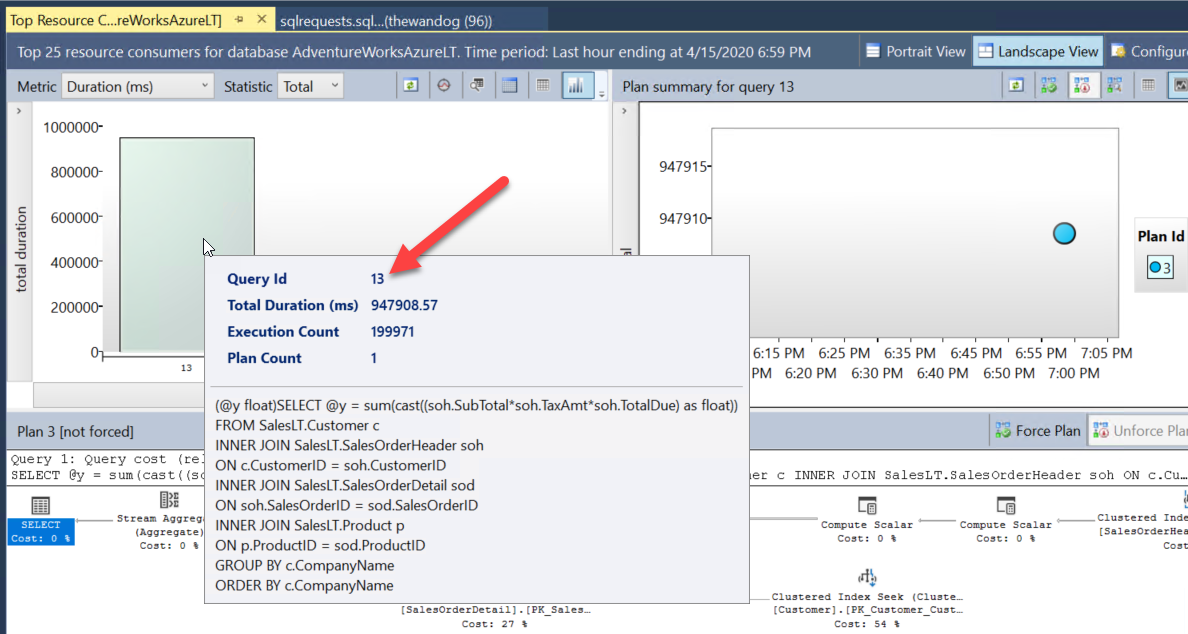 Top Resource C...reWorksAzureLT]
sqlrequests.sql...(thewandog (96))
Top 25 resource consumers for database AdventureWorksAzureLT. Time period: Last hour ending at 4/15/2020 6:59 PM
Portrait View
Landscape View
Configure
Metric Duration (ms)
Statistic Total
Plan summary for query 13
1000000
800000
600000
400000
200000
0
total duration
13
947915
947910
Plan Id
3
6:15 PM 6:25 PM 6:35 PM 6:45 PM 6:55 PM 7:05 PM
PM 6:20 PM 6:30 PM 6:40 PM 6:50 PM 7:00 PM
Query Id 13
Total Duration (ms) 947908.57
Execution Count 199971
Plan Count 1
(@y float)SELECT @y = sum(cast((soh.SubTotal*soh.TaxAmt*soh.TotalDue) as float))
FROM SalesLT.Customer c
INNER JOIN SalesLT.SalesOrderHeader soh
ON c.CustomerID = soh.CustomerID
INNER JOIN SalesLT.SalesOrderDetail sod
ON soh.SalesOrderID = sod.SalesOrderID
INNER JOIN SalesLT.Product p
ON p.ProductID = sod.ProductID
GROUP BY c.CompanyName
ORDER BY c.CompanyName
Plan 3 [not forced]
Force Plan
Unforce Plan
Query 1: Query cost (rel
SELECT @y = sum(cast((so
er c INNER JOIN SalesLT.SalesOrderHeader soh ON c.Cu...
SELECT
Cost: 0 %
Stream Aggrega
(Aggregate)
Cost: 0 %
Compute Scalar
Cost: 0 %
Compute Scalar
Cost: 0 %
Clustered Inde
[SalesOrderHea
Cost
[SalesOrderDetail].[PK_Sales...
Cost: 27 %
Clustered Index Seek (Cluste...
[Customer].[PK_Customer_Cust...
Cost: 54 %